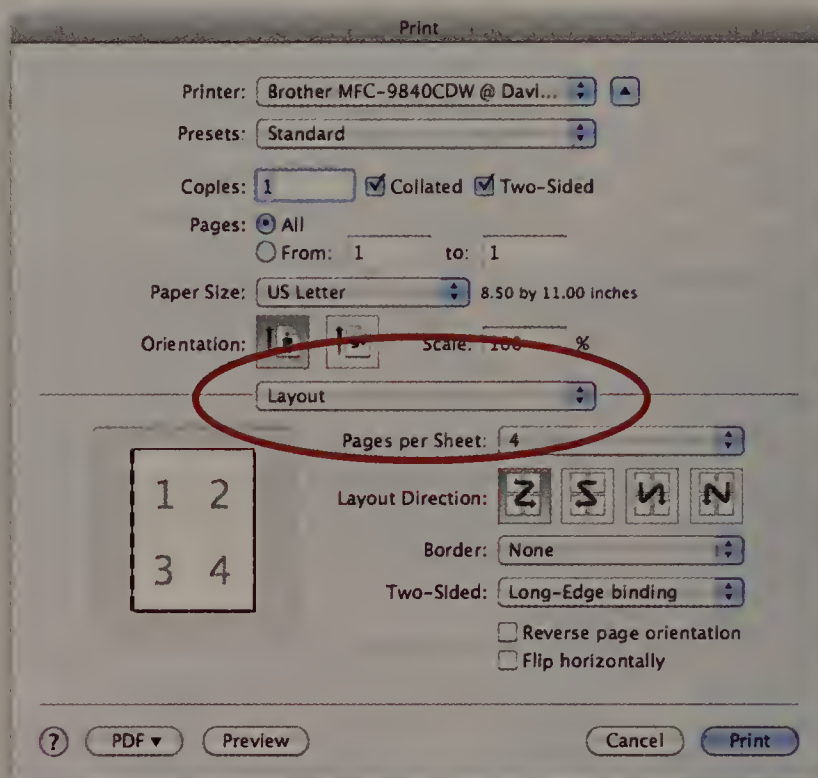 Print
Printer: Brother MFC-9840CDW @ Davi...
Presets: Standard
Copies: 1 Collated Two-Sided
Pages: All
From: 1 to: 1
Paper Size: US Letter 8.50 by 11.00 inches
Orientation: Scale: 100 %
Layout
Pages per Sheet: 4
1 2
Layout Direction:
3 4
Border: None
Two-Sided: Long-Edge binding
Reverse page orientation
Flip horizontally
? PDF Preview Cancel Print